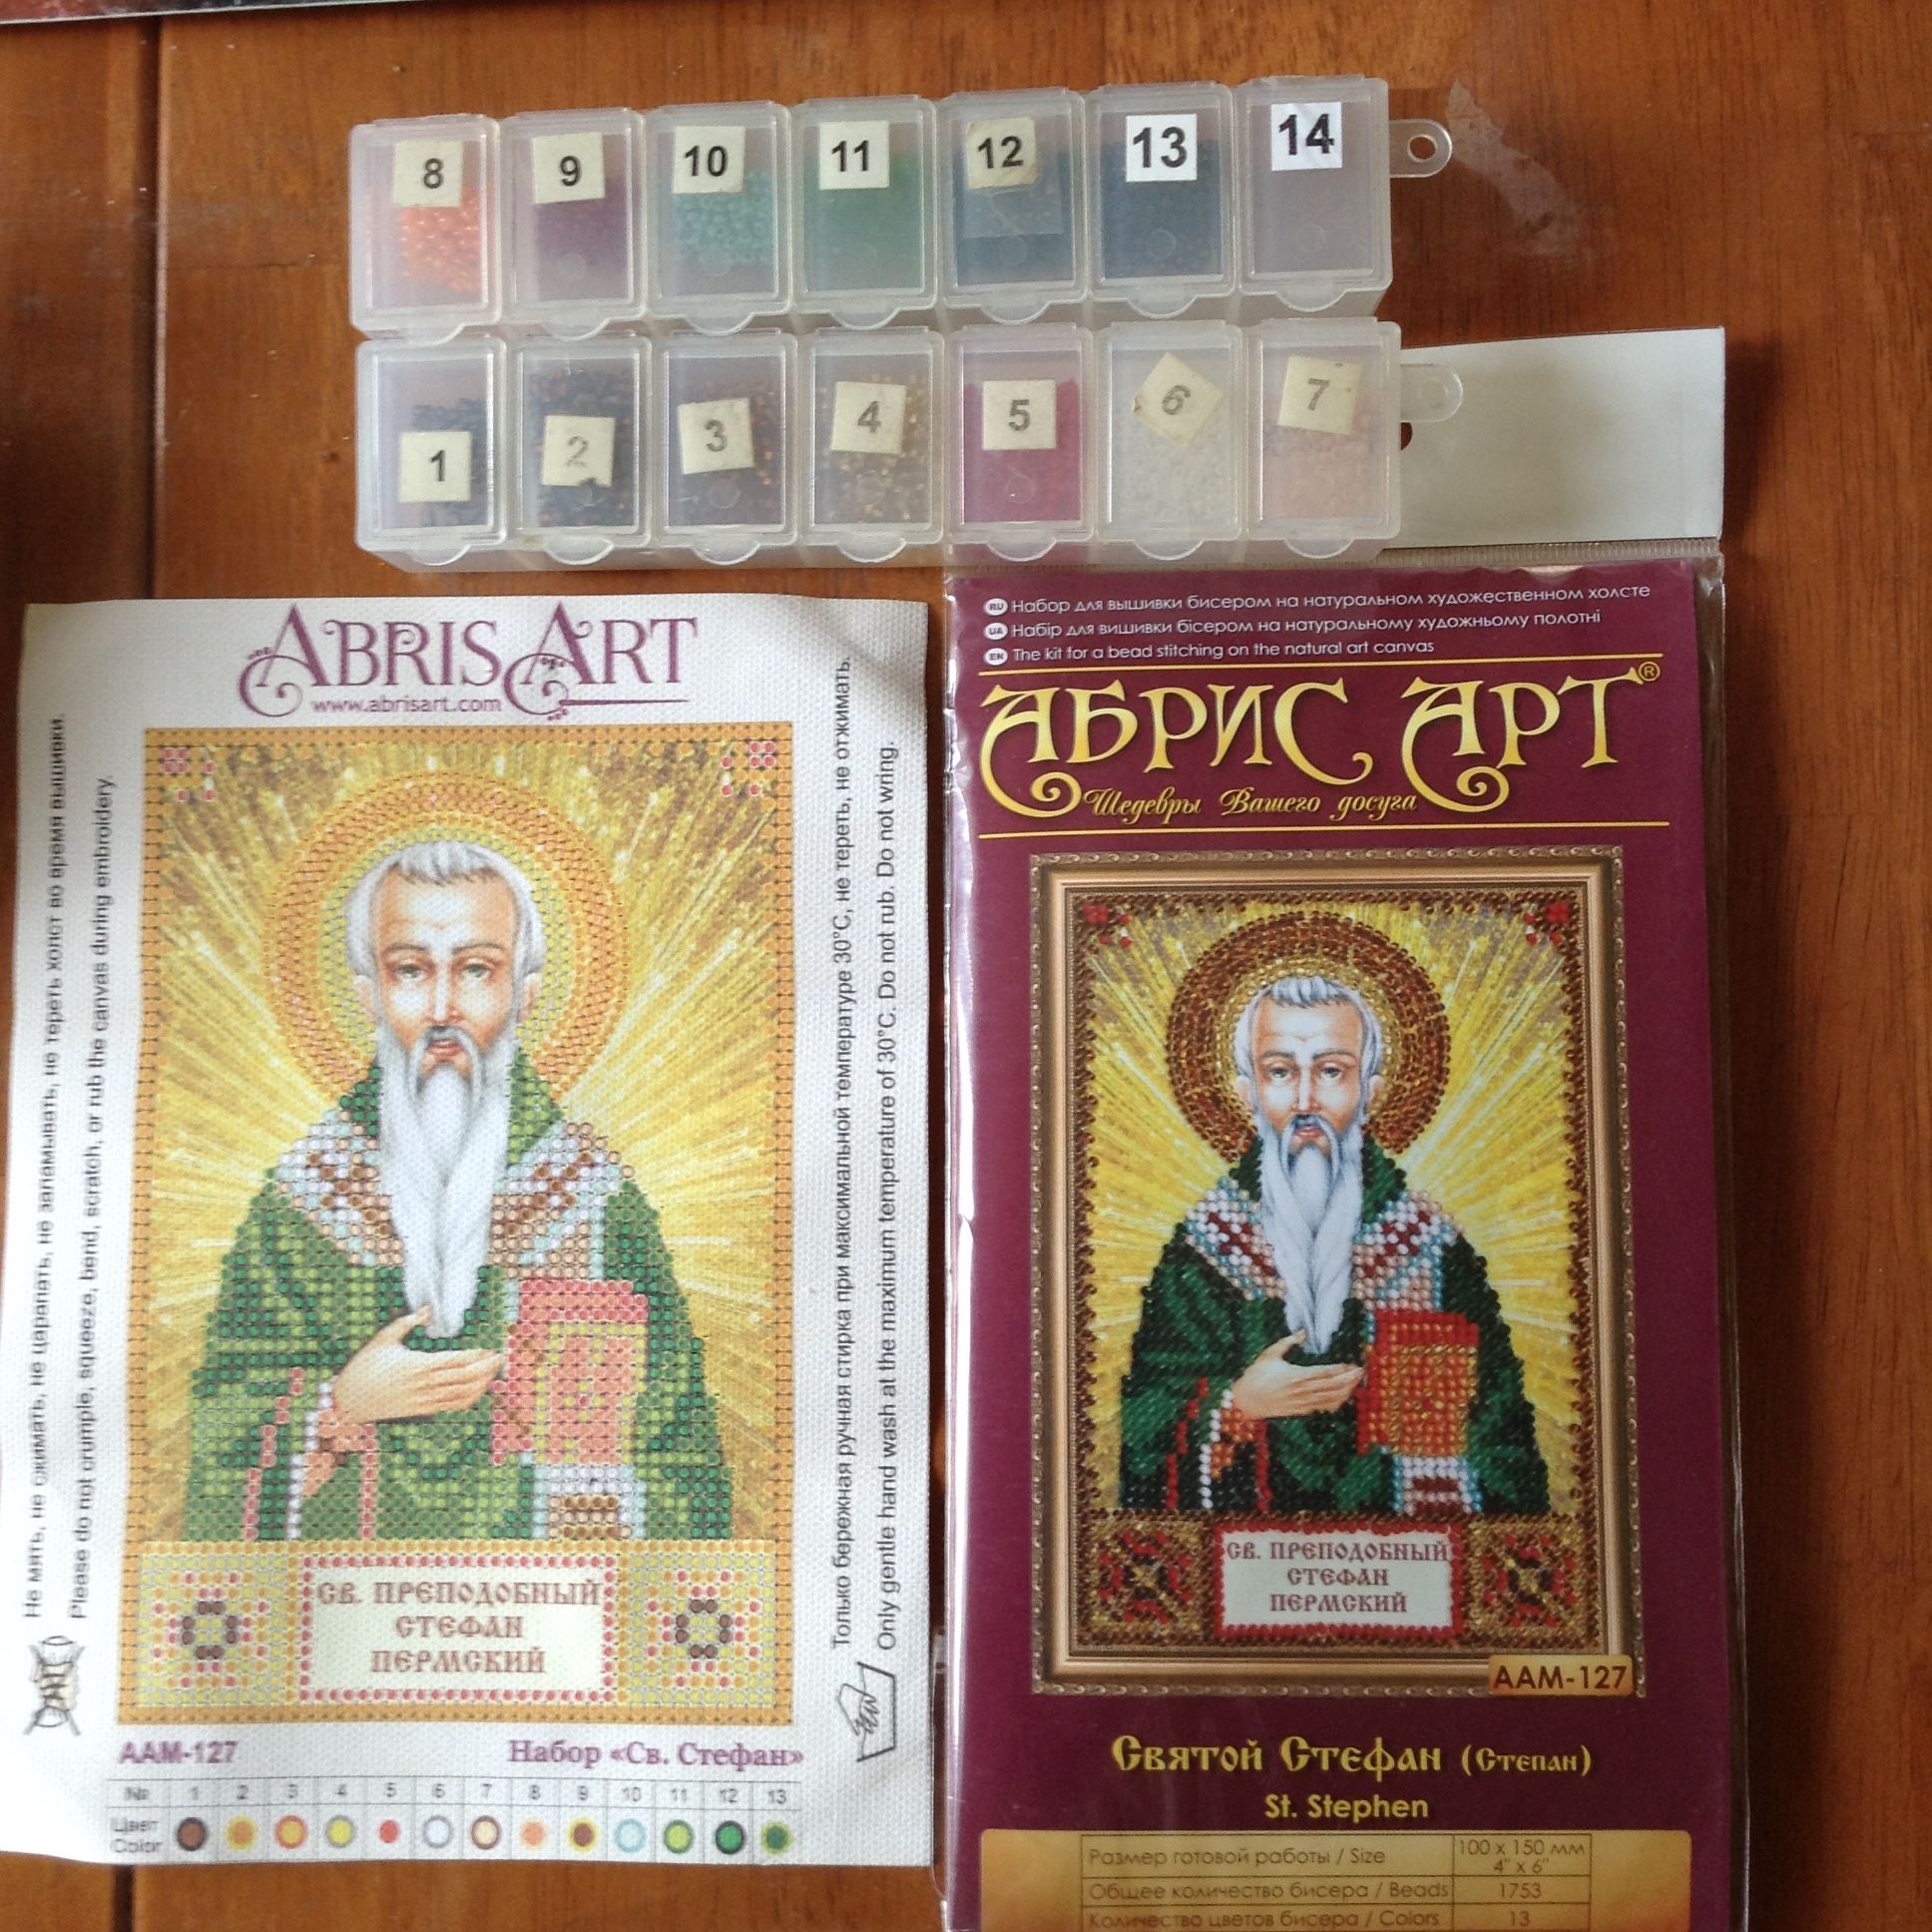 8
9
10
11
12
13
14
1
2
3
4
5
6
7
ABRIS ART
www.abrisart.com
Не мять, не сжимать, не царапать, не заламывать, не тереть холст во время вышивки.
Please do not crumple, squeeze, bend, scratch, or rub the canvas during embroidery.
Только бережная ручная стирка при максимальной температуре 30°C, не тереть, не отжимать.
Only gentle hand wash at the maximum temperature of 30°C. Do not rub. Do not wring.
СВ. ПРЕПОДОБНЫЙ
СТЕФАН
ПЕРМСКИЙ
ААМ-127 Набор «Св. Стефан»
№ 1 2 3 4 5 6 7 8 9 10 11 12 13
Цвет
Color
RU Набор для вышивки бисером на натуральном художественном холсте
UA Набір для вишивки бісером на натуральному художньому полотні
EN The kit for a bead stitching on the natural art canvas
АБРИС АРТ®
Шедевры Вашего досуга
СВ. ПРЕПОДОБНЫЙ
СТЕФАН
ПЕРМСКИЙ
ААМ-127
Святой Стефан (Степан)
St. Stephen
Размер готовой работы / Size 100 x 150 мм
4" x 6"
Общее количество бисера / Beads 1753
Количество цветов бисера / Colors 13